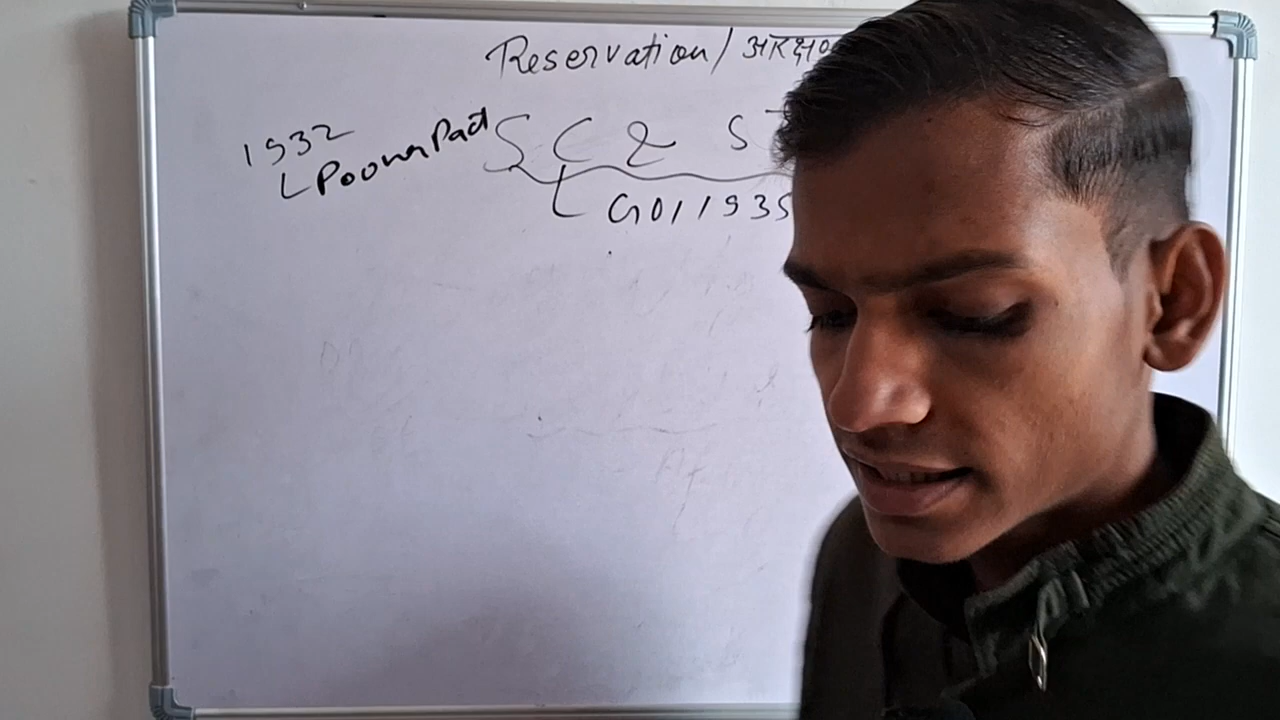 Reservation / आरक्षण
1932
SC & ST
Poona Pact
GOI 1935